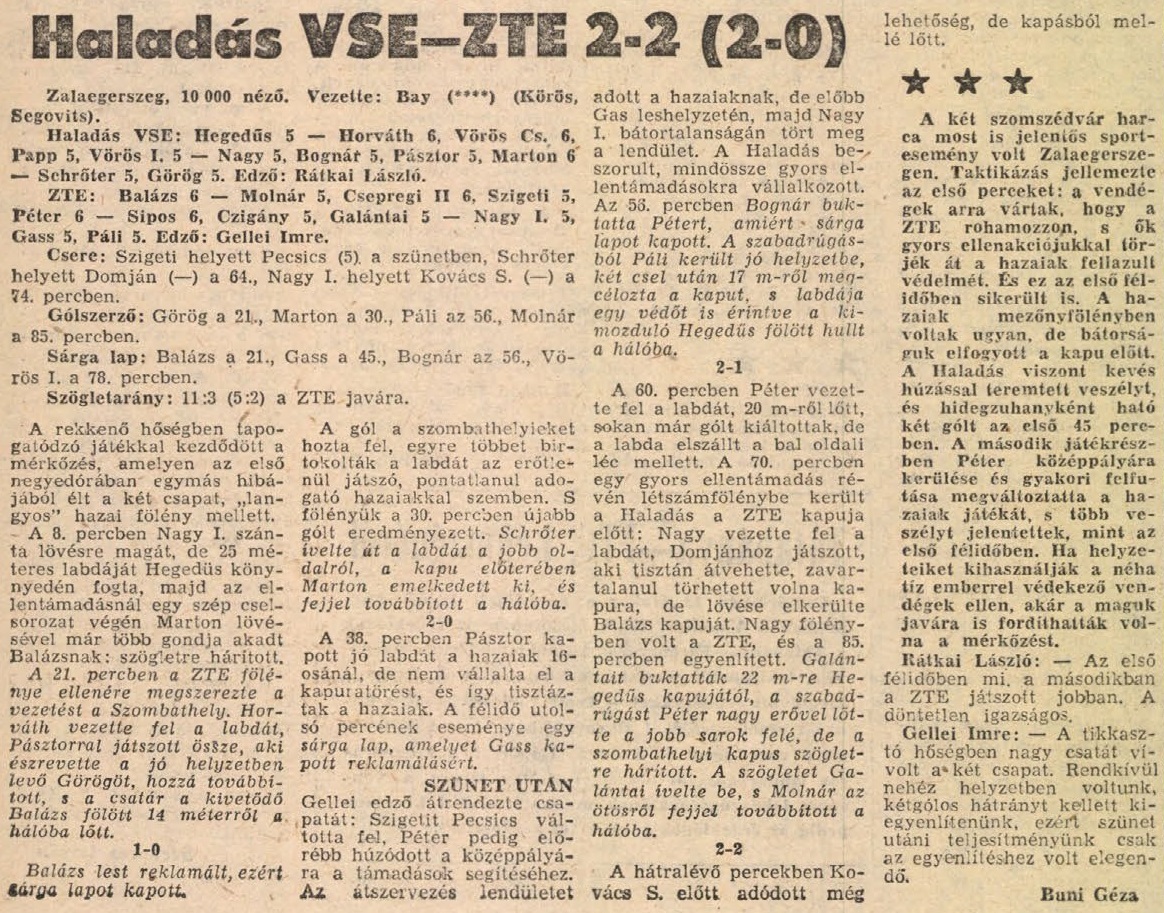 Haladás VSE—ZTE 2-2 (2-0)
Zalaegerszeg, 10 000 néző. Vezette: Bay (****) (Körös,
Segovits).
Haladás VSE: Hegedűs 5 — Horváth 6, Vörös Cs. 6,
Papp 5, Vörös I. 5 — Nagy 5, Bognár 5, Pásztor 5, Marton 6
— Schrőter 5, Görög 5. Edző: Rátkai László.
ZTE: Balázs 6 — Molnár 5, Csepregi II 6, Szigeti 5,
Péter 6 — Sipos 6, Czigány 5, Galántai 5 — Nagy I. 5,
Gass 5, Páli 5. Edző: Gellei Imre.
Csere: Szigeti helyett Pecsics (5) a szünetben, Schrőter
helyett Domján (—) a 64., Nagy I. helyett Kovács S. (—) a
74. percben.
Gólszerző: Görög a 21., Marton a 30., Páli az 56., Molnár
a 85. percben.
Sárga lap: Balázs a 21., Gass a 45., Bognár az 56., Vö-
rös I. a 78. percben.
Szögletarány: 11:3 (5:2) a ZTE javára.
A rekkenő hőségben tapo-
gatódzó játékkal kezdődött a
mérkőzés, amelyen az első
negyedórában egymás hibá-
jából élt a két csapat, „lan-
gyos” hazai fölény mellett.
A 8. percben Nagy I. szán-
ta lövésre magát, de 25 mé-
teres labdáját Hegedüs köny-
nyedén fogta, majd az el-
lentámadásnál egy szép csel-
sorozat végén Marton lövé-
sével már több gondja akadt
Balázsnak: szögletre hárított.
A 21. percben a ZTE fölé-
nye ellenére megszerezte a
vezetést a Szombathely. Hor-
váth vezette fel a labdát,
Pásztorral játszott össze, aki
észrevette a jó helyzetben
levő Görögöt, hozzá továbbí-
tott, s a csatár a kivetődő
Balázs fölött 14 méterről a
hálóba lőtt.
1-0
Balázs lest reklamált, ezért
sárga lapot kapott.
A gól a szombathelyieket
hozta fel, egyre többet bir-
tokolták a labdát az erőtle-
nül játszó, pontatlanul ado-
gató hazaiakkal szemben. S
fölényük a 30. percben újabb
gólt eredményezett. Schrőter
ívelte át a labdát a jobb ol-
dalról, a kapu előterében
Marton emelkedett ki, és
fejjel továbbított a hálóba.
2-0
A 38. percben Pásztor ka-
pott jó labdát a hazaiak 16-
osánál, de nem vállalta el a
kapuratörést, és így tisztáz-
tak a hazaiak. A félidő utol-
só percének eseménye egy
sárga lap, amelyet Gass ka-
pott reklamálásért.
SZÜNET UTÁN
Gellei edző átrendezte csa-
patát: Szigetit Pecsics vál-
totta fel, Péter pedig elő-
rébb húzódott a középpályá-
ra a támadások segítéséhez.
Az átszervezés lendületet
adott a hazaiaknak, de előbb
Gas leshelyzetén, majd Nagy
I. bátortalanságán tört meg
a lendület. A Haladás be-
szorult, mindössze gyors el-
lentámadásokra vállalkozott.
Az 56. percben Bognár buk-
tatta Pétert, amiért sárga
lapot kapott. A szabadrúgás-
ból Páli került jó helyzetbe,
két csel után 17 m-ről meg-
célozta a kaput, s labdája
egy védőt is érintve a ki-
mozduló Hegedűs fölött hullt
a hálóba.
2-1
A 60. percben Péter vezet-
te fel a labdát, 20 m-ről lőtt,
sokan már gólt kiáltottak, de
a labda elszállt a bal oldali
léc mellett. A 70. percben
egy gyors ellentámadás ré-
vén létszámfölénybe került
a Haladás a ZTE kapuja
előtt: Nagy vezette fel a
labdát, Domjánhoz játszott,
aki tisztán átvehette, zavar-
talanul törhetett volna ka-
pura, de lövése elkerülte
Balázs kapuját. Nagy fölény-
ben volt a ZTE, és a 85.
percben egyenlített. Galán-
tait buktatták 22 m-re He-
gedűs kapujától, a szabad-
rúgást Péter nagy erővel lőt-
te a jobb sarok felé, de a
szombathelyi kapus szöglet-
re hárított. A szögletet Ga-
lántai ívelte be, s Molnár az
ötösről fejjel továbbított a
hálóba.
2-2
A hátralévő percekben Ko-
vács S. előtt adódott még
lehetőség, de kapásból mel-
lé lőtt.
★ ★ ★
A két szomszédvár har-
ca most is jelentős sport-
esemény volt Zalaegersze-
gen. Taktikázás jellemezte
az első perceket: a vendé-
gek arra vártak, hogy a
ZTE rohamozzon, s ők
gyors ellenakciójukkal tör-
jék át a hazaiak fellazult
védelmét. És ez az első fél-
időben sikerült is. A ha-
zaiak mezőnyfölényben
voltak ugyan, de bátorsá-
guk elfogyott a kapu előtt.
A Haladás viszont kevés
húzással teremtett veszélyt,
és hidegzuhanyként ható
két gólt az első 45 perc-
ben. A második játékrész-
ben Péter középpályára
kerülése és gyakori felfu-
tása megváltoztatta a ha-
zaiak játékát, s több ve-
szélyt jelentettek, mint az
első félidőben. Ha helyze-
teiket kihasználják a néha
tíz emberrel védekező ven-
dégek ellen, akár a maguk
javára is fordíthatták vol-
na a mérkőzést.
Rátkai László: — Az első
félidőben mi, a másodikban
a ZTE játszott jobban. A
döntetlen igazságos.
Gellei Imre: — A tikkasz-
tó hőségben nagy csatát ví-
volt a két csapat. Rendkívül
nehéz helyzetben voltunk,
kétgólos hátrányt kellett ki-
egyenlítenünk, ezért szünet
utáni teljesítményünk csak
az egyenlítéshez volt elegen-
dő.
Buni Géza